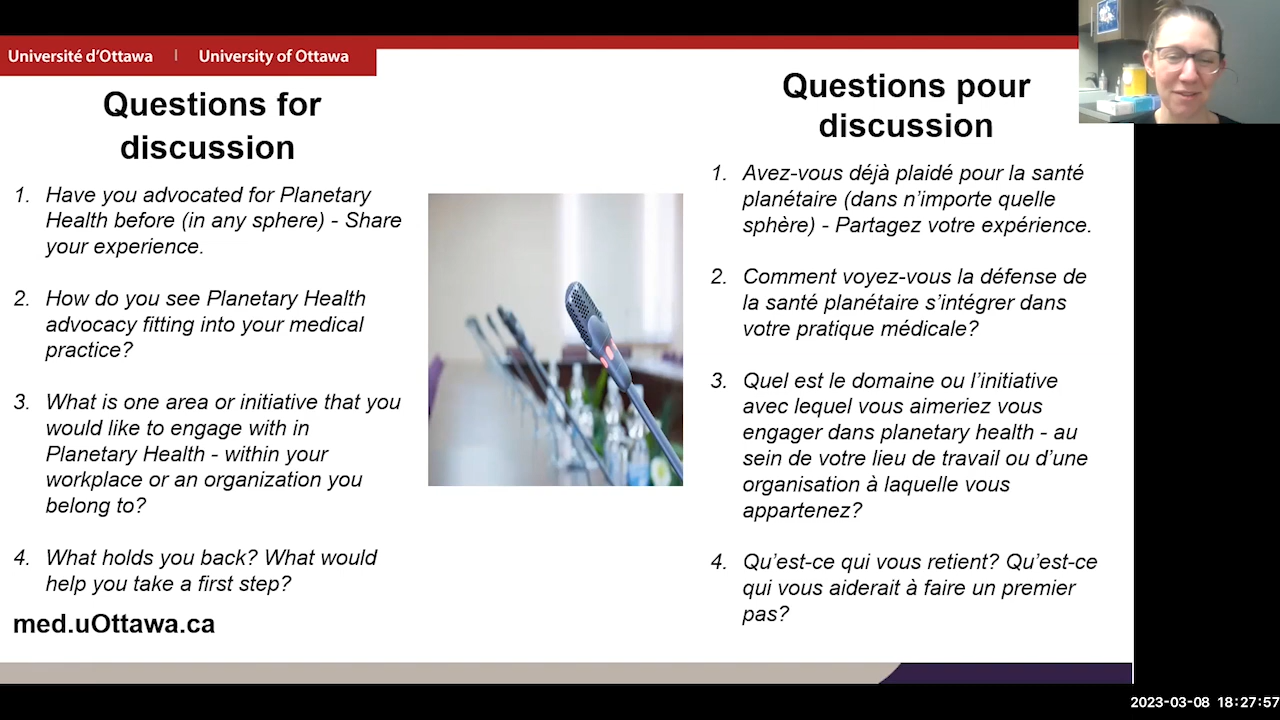 Université d'Ottawa | University of Ottawa
Questions for
discussion
1. Have you advocated for Planetary
Health before (in any sphere) - Share
your experience.
2. How do you see Planetary Health
advocacy fitting into your medical
practice?
3. What is one area or initiative that you
would like to engage with in
Planetary Health - within your
workplace or an organization you
belong to?
4. What holds you back? What would
help you take a first step?
med.uOttawa.ca
Questions pour
discussion
1. Avez-vous déjà plaidé pour la santé
planétaire (dans n'importe quelle
sphère) - Partagez votre expérience.
2. Comment voyez-vous la défense de
la santé planétaire s'intégrer dans
votre pratique médicale?
3. Quel est le domaine ou l'initiative
avec lequel vous aimeriez vous
engager dans planetary health - au
sein de votre lieu de travail ou d'une
organisation à laquelle vous
appartenez?
4. Qu'est-ce qui vous retient? Qu'est-ce
qui vous aiderait à faire un premier
pas?
2023-03-08 18:27:57